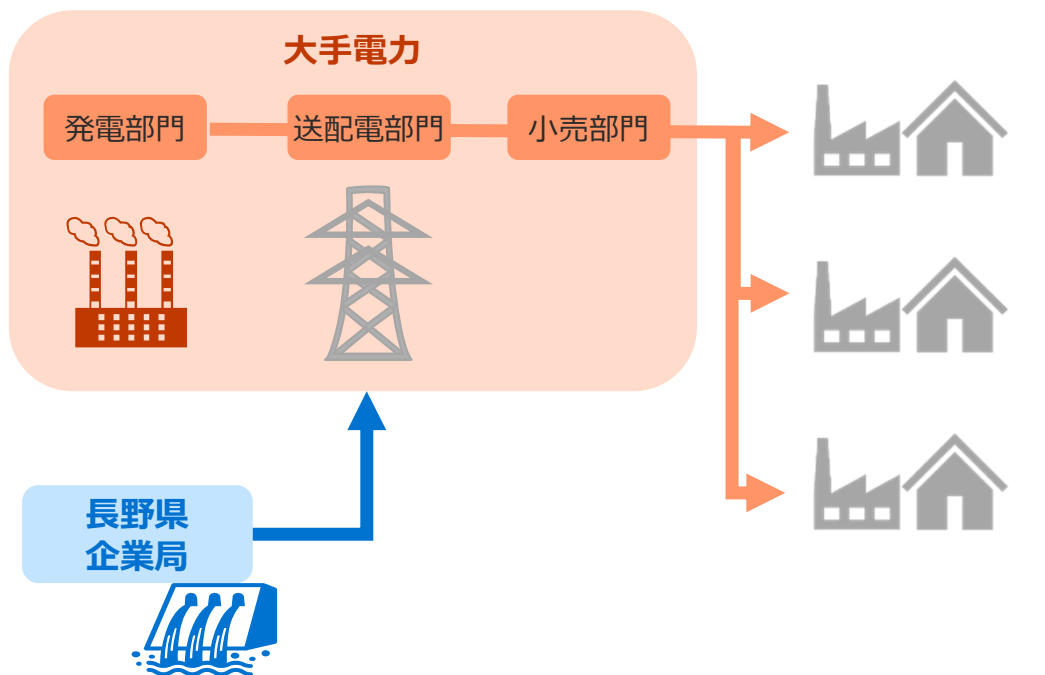 大手電力
発電部門
送配電部門
小売部門
長野県
企業局